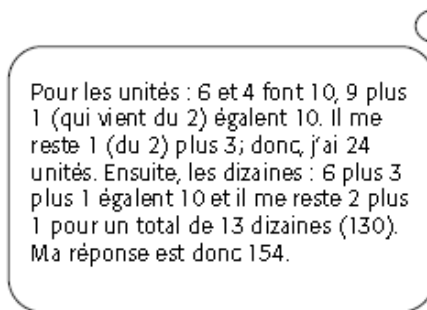 Pour les unités : 6 et 4 font 10, 9 plus
1 (qui vient du 2) égalent 10. Il me
reste 1 (du 2) plus 3; donc, j'ai 24
unités. Ensuite, les dizaines : 6 plus 3
plus 1 égalent 10 et il me reste 2 plus
1 pour un total de 13 dizaines (130).
Ma réponse est donc 154.